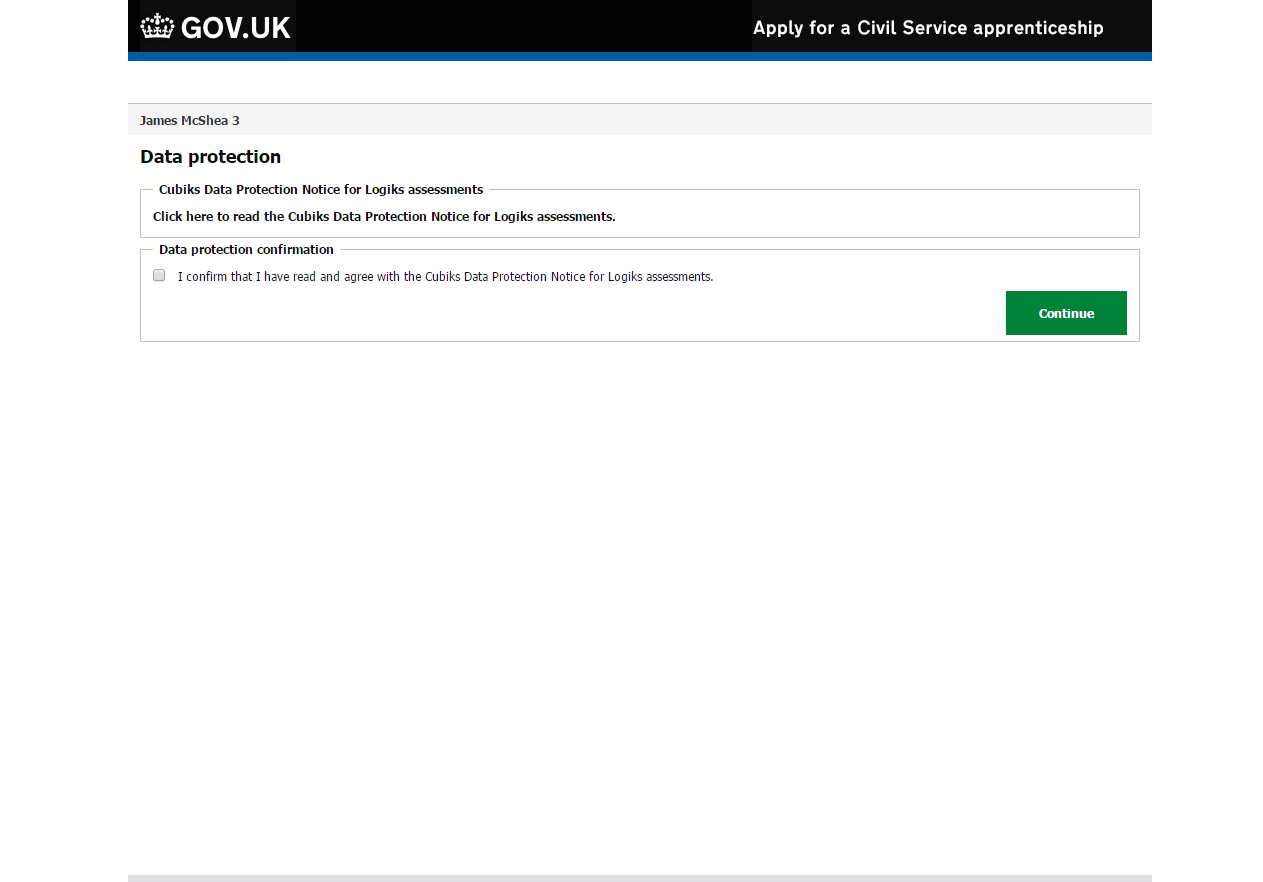 GOV.UK
Apply for a Civil Service apprenticeship
James McShea 3
Data protection
Cubiks Data Protection Notice for Logiks assessments
Click here to read the Cubiks Data Protection Notice for Logiks assessments.
Data protection confirmation
I confirm that I have read and agree with the Cubiks Data Protection Notice for Logiks assessments.
Continue